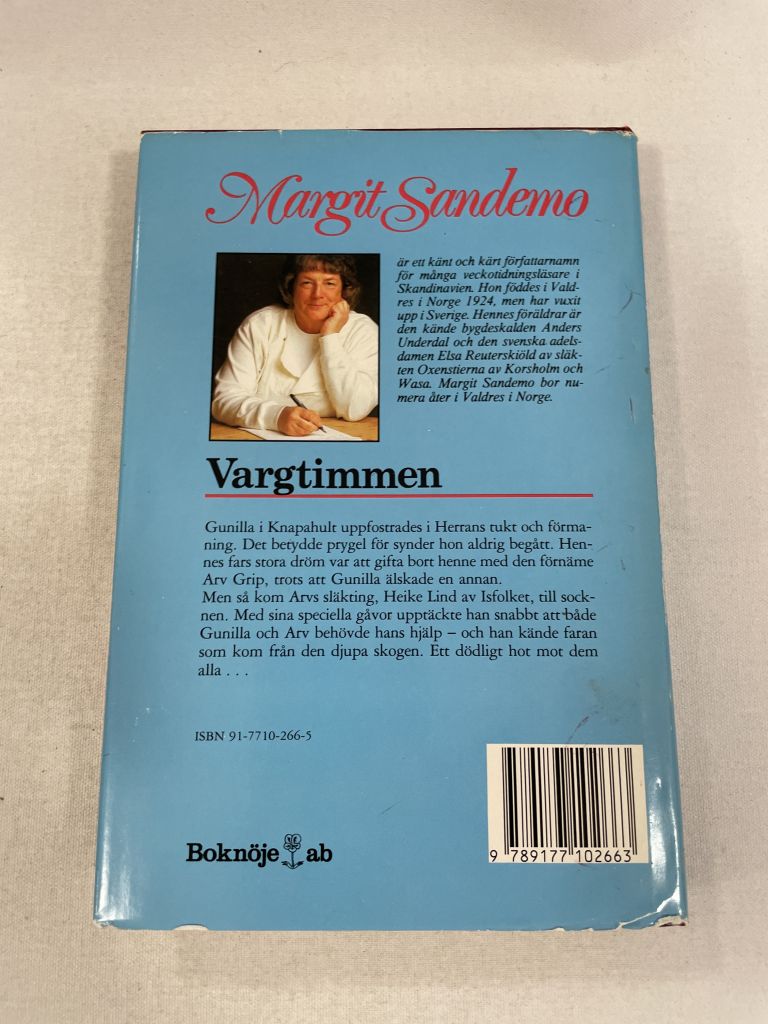 Margit Sandemo
är ett känt och kärt författarnamn
för många veckotidningsläsare i
Skandinavien. Hon föddes i Vald-
res i Norge 1924, men har vuxit
upp i Sverige. Hennes föräldrar är
den kände bygdeskalden Anders
Underdal och den svenska adels-
damen Elsa Reuterskiöld av släk-
ten Oxenstierna av Korsholm och
Wasa. Margit Sandemo bor nu-
mera åter i Valdres i Norge.
Vargtimmen
Gunilla i Knapahult uppfostrades i Herrans tukt och förma-
ning. Det betydde prygel för synder hon aldrig begått. Hen-
nes fars stora dröm var att gifta bort henne med den förnäme
Arv Grip, trots att Gunilla älskade en annan.
Men så kom Arvs släkting, Heike Lind av Isfolket, till sock-
nen. Med sina speciella gåvor upptäckte han snabbt att både
Gunilla och Arv behövde hans hjälp – och han kände faran
som kom från den djupa skogen. Ett dödligt hot mot dem
alla . . .
ISBN 91-7710-266-5
Boknöje ab
9 789177 102663